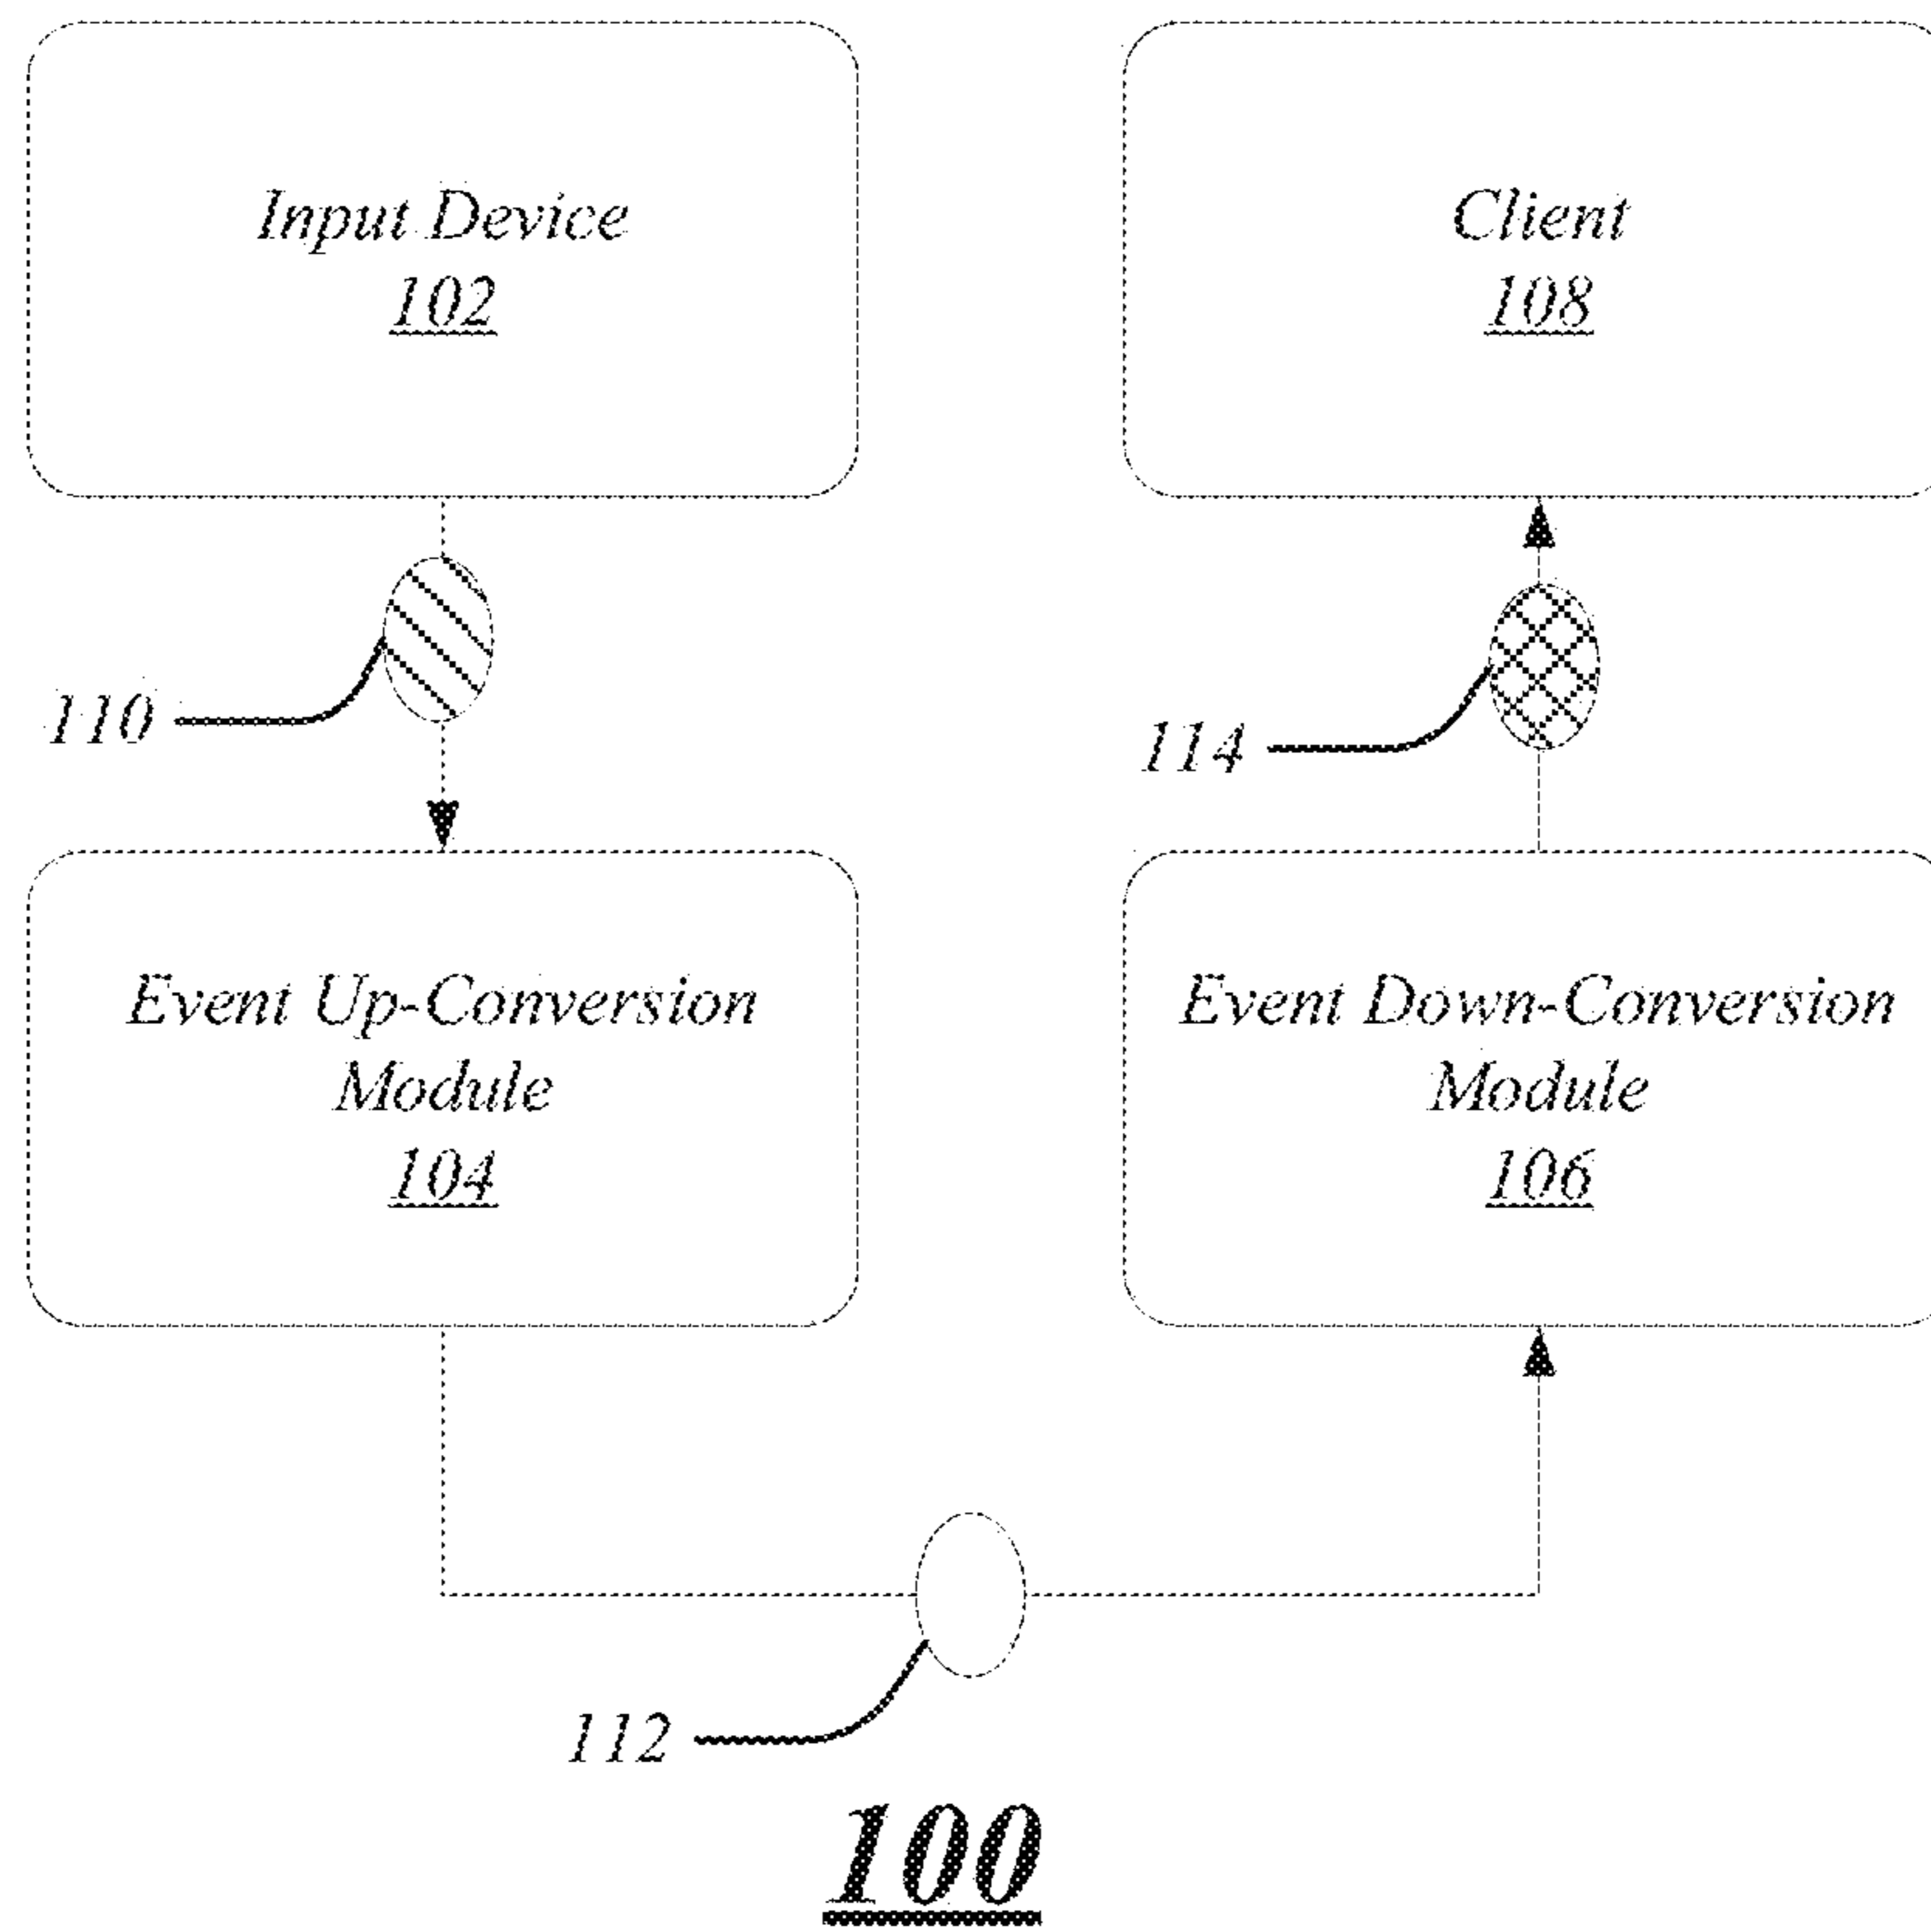 Input Device
102
Client
108
110
114
Event Up-Conversion
Module
104
Event Down-Conversion
Module
106
112
100